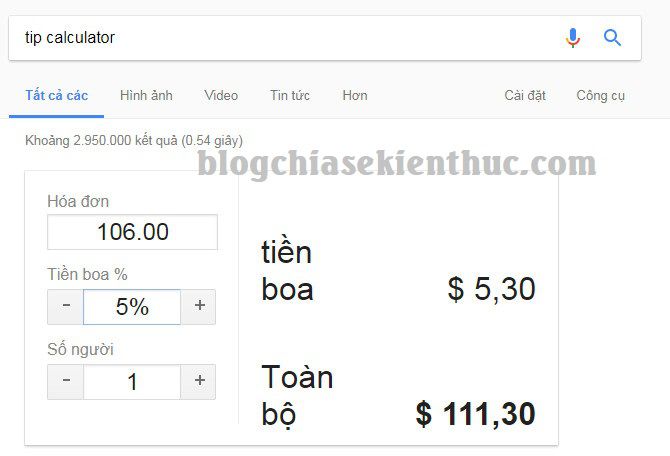 tip calculator
Tất cả các Hình ảnh Video Tin tức Hơn Cài đặt Công cụ
Khoảng 2.950.000 kết quả (0.54 giây)
blogchiasekienthuc.com
Hóa đơn
106.00
Tiền boa %
- 5% +
Số người
- 1 +
tiền
boa $ 5,30
Toàn
bộ $ 111,30